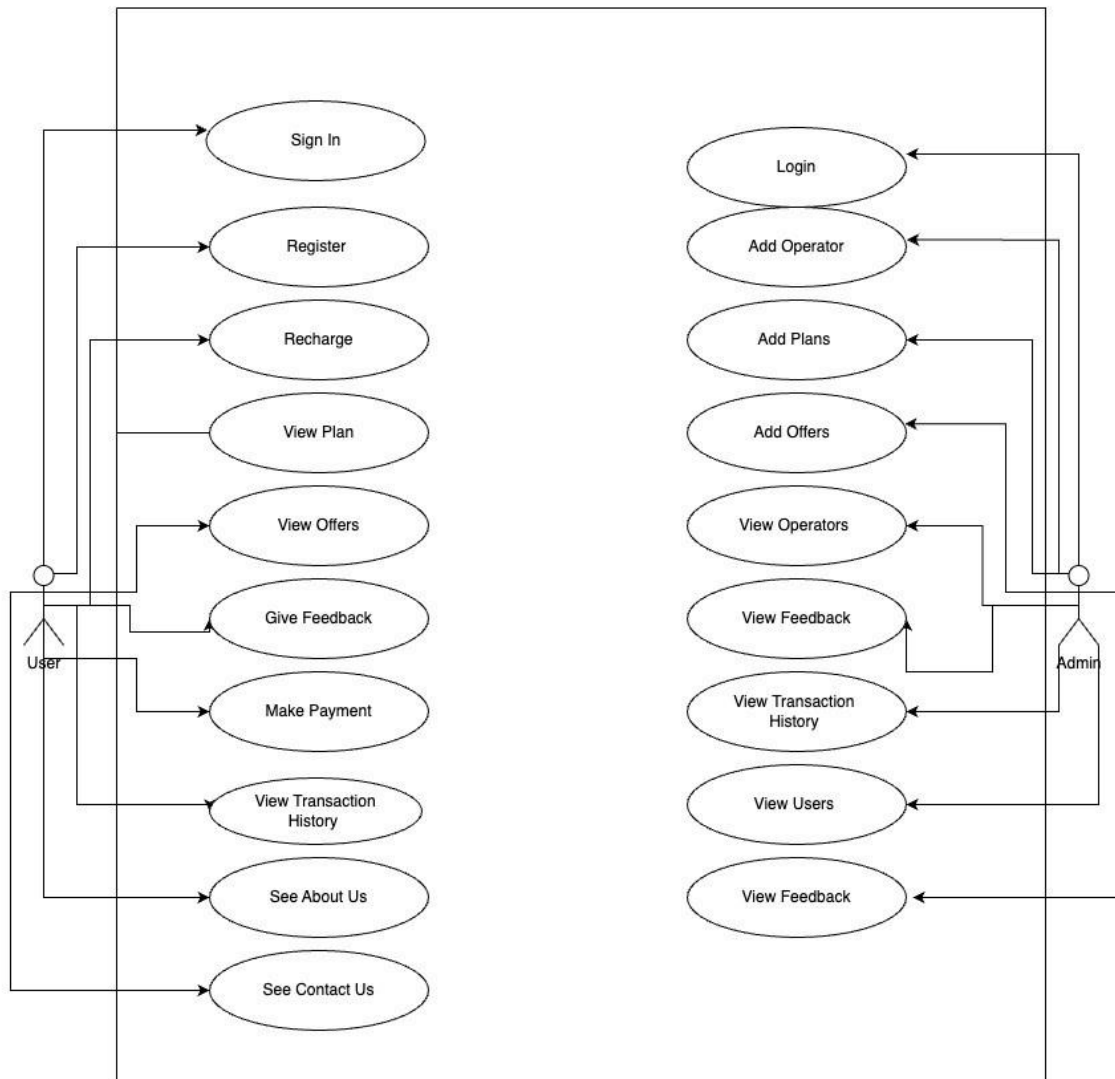 Sign In
Register
Recharge
View Plan
View Offers
Give Feedback
User
Make Payment
View Transaction
History
See About Us
See Contact Us
Login
Add Operator
Add Plans
Add Offers
View Operators
View Feedback
Admin
View Transaction
History
View Users
View Feedback